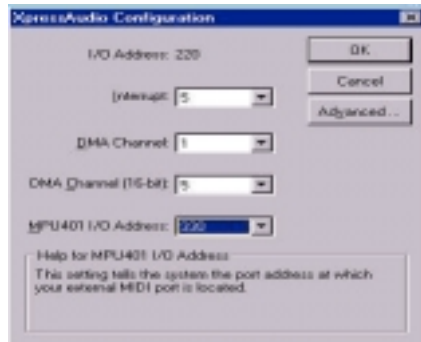 XpressAudio Configuration
I/O Address: 220
OK
Cancel
Advanced...
Interrupt: 5
DMA Channel: 1
DMA Channel (16-bit): 5
MPU401 I/O Address:
Help for MPU401 I/O Address
This setting tells the system the port address at which
your external MIDI port is located.